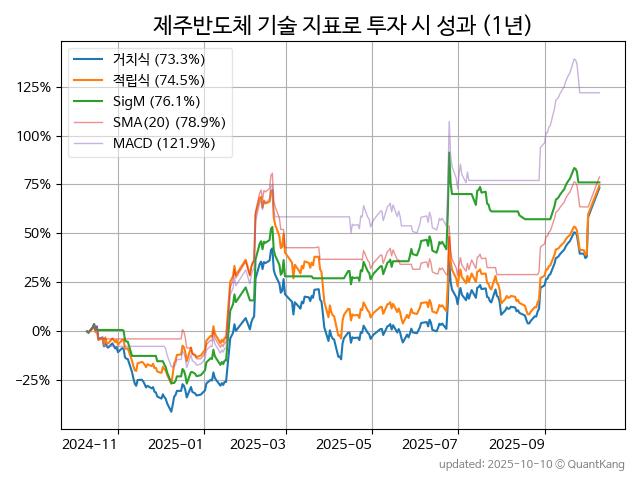 제주반도체 기술 지표로 투자 시 성과 (1년)
거치식 (73.3%)
적립식 (74.5%)
SigM (76.1%)
SMA(20) (78.9%)
MACD (121.9%)
125%
100%
75%
50%
25%
0%
−25%
2024-11
2025-01
2025-03
2025-05
2025-07
2025-09
updated: 2025-10-10 © QuantKang